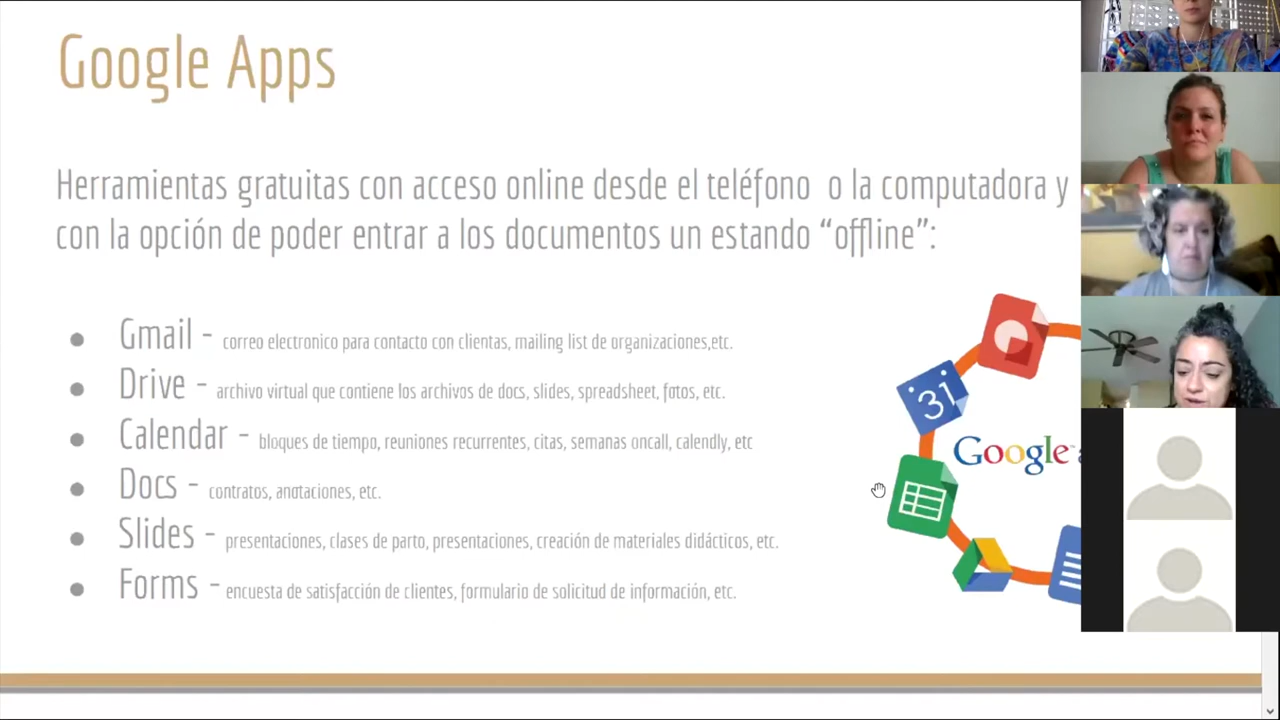 Google Apps
Herramientas gratuitas con acceso online desde el teléfono o la computadora y
con la opción de poder entrar a los documentos un estando “offline”:
● Gmail - correo electronico para contacto con clientas, mailing list de organizaciones,etc.
● Drive - archivo virtual que contiene los archivos de docs, slides, spreadsheet, fotos, etc.
● Calendar - bloques de tiempo, reuniones recurrentes, citas, semanas oncall, calendly, etc
● Docs - contratos, anotaciones, etc.
● Slides - presentaciones, clases de parto, presentaciones, creación de materiales didácticos, etc.
● Forms - encuesta de satisfacción de clientes, formulario de solicitud de información, etc.
31
Google